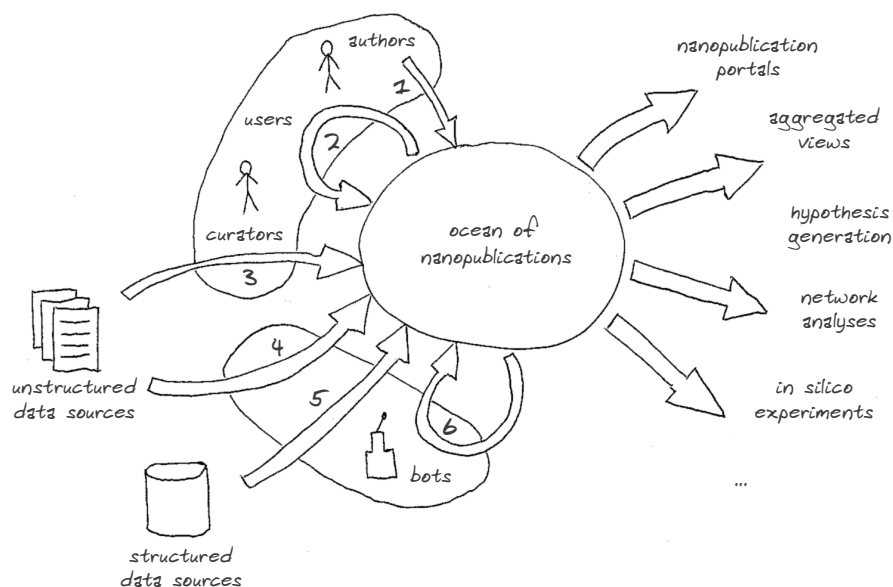 authors
1
users
2
curators
3
unstructured
data sources
4
5
6
bots
structured
data sources
ocean of
nanopublications
nanopublication
portals
aggregated
views
hypothesis
generation
network
analyses
in silico
experiments
...